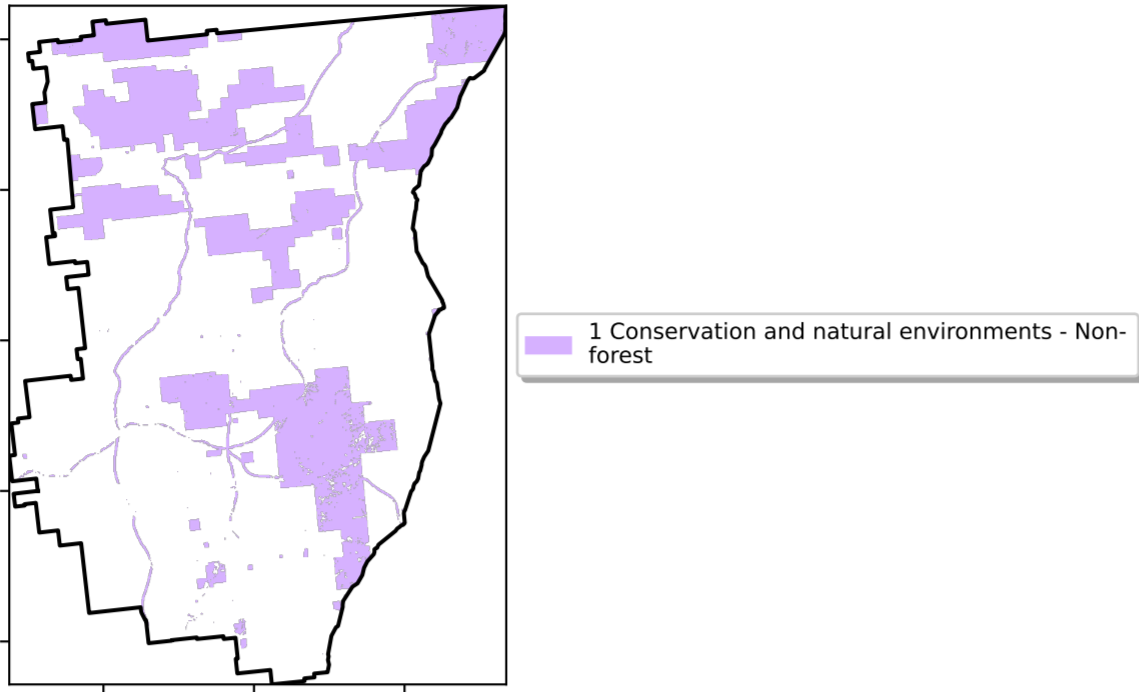 1 Conservation and natural environments - Non-
forest